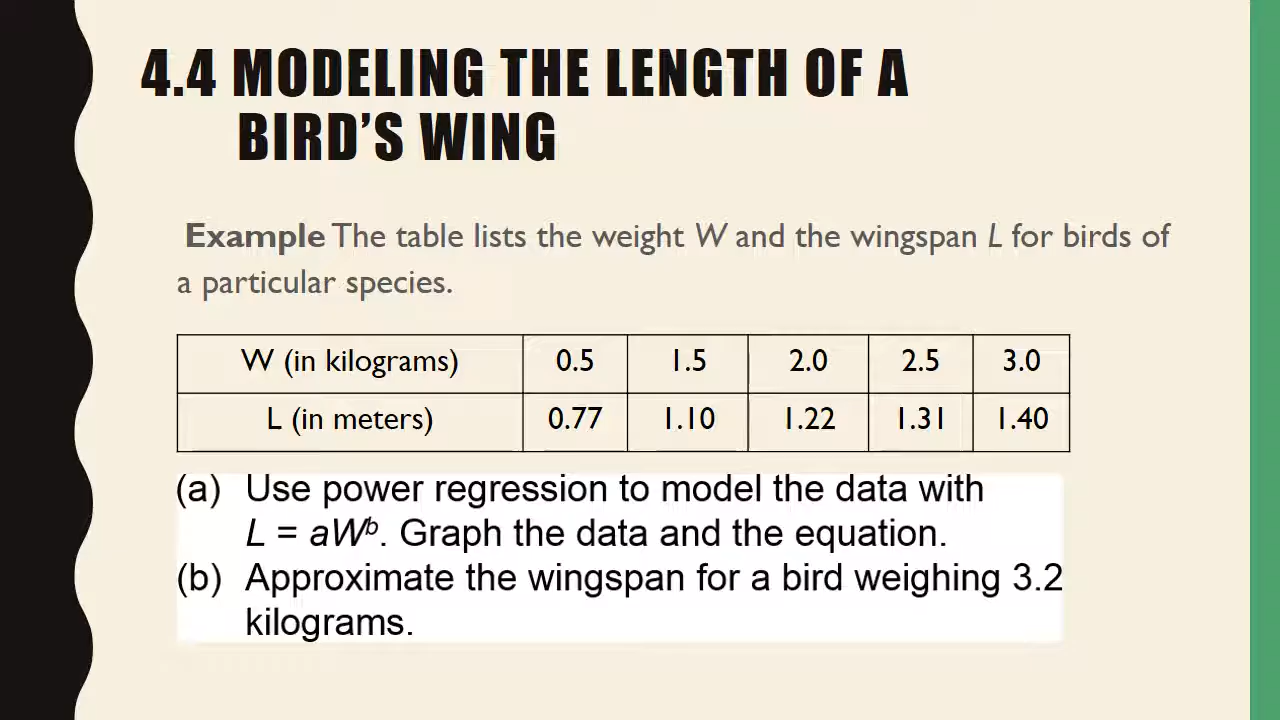 4.4 MODELING THE LENGTH OF A
BIRD’S WING
Example The table lists the weight W and the wingspan L for birds of
a particular species.
W (in kilograms) 0.5 1.5 2.0 2.5 3.0
L (in meters) 0.77 1.10 1.22 1.31 1.40
(a) Use power regression to model the data with
L = aWᵇ. Graph the data and the equation.
(b) Approximate the wingspan for a bird weighing 3.2
kilograms.